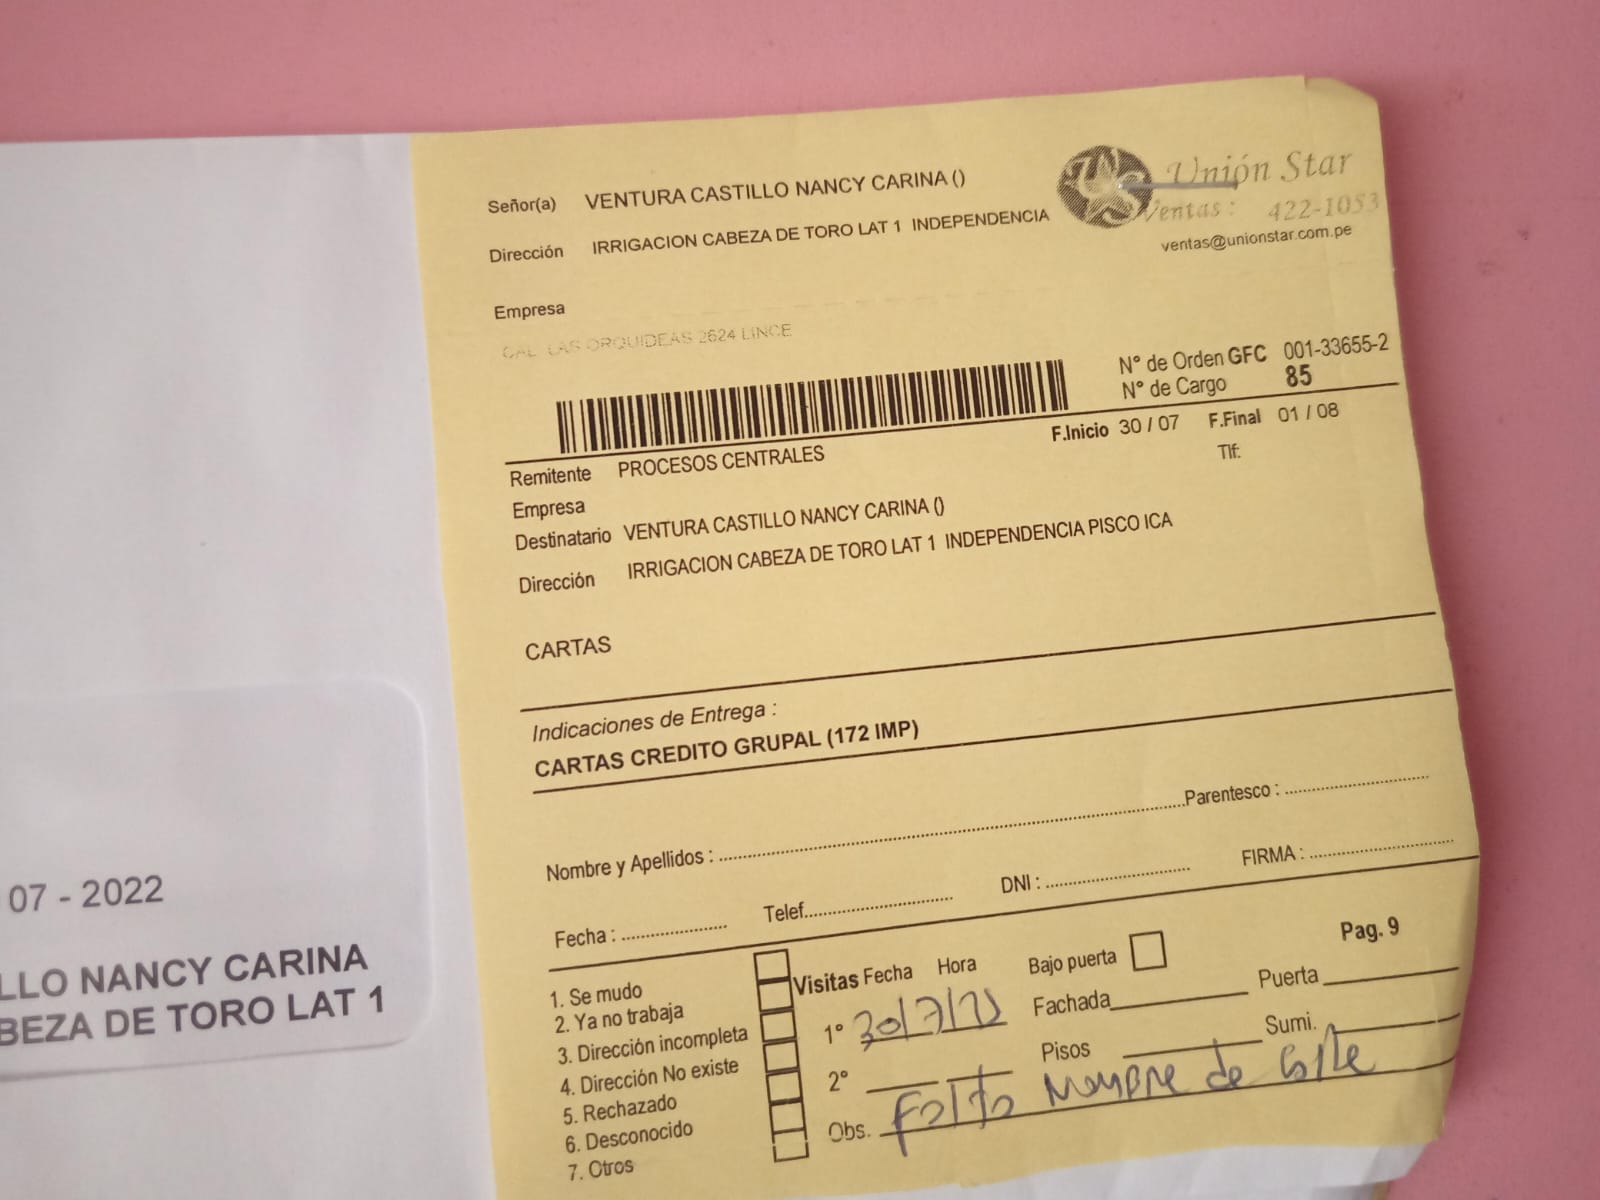 Unión Star
Señor(a) VENTURA CASTILLO NANCY CARINA ()
Ventas : 422-1053
Dirección IRRIGACION CABEZA DE TORO LAT 1 INDEPENDENCIA
ventas@unionstar.com.pe
Empresa
CAL LAS ORQUIDEAS 2624 LINCE
N° de Orden GFC 001-33655-2
N° de Cargo 85
F.Inicio 30 / 07 F.Final 01 / 08
Remitente PROCESOS CENTRALES
Tlf:
Empresa
Destinatario VENTURA CASTILLO NANCY CARINA ()
Dirección IRRIGACION CABEZA DE TORO LAT 1 INDEPENDENCIA PISCO ICA
CARTAS
Indicaciones de Entrega :
CARTAS CREDITO GRUPAL (172 IMP)
Nombre y Apellidos : Parentesco :
Fecha : Telef. DNI : FIRMA :
Pag. 9
1. Se mudo
2. Ya no trabaja
3. Dirección incompleta
4. Dirección No existe
5. Rechazado
6. Desconocido
7. Otros
Visitas Fecha Hora Bajo puerta
1° 30/7/ Fachada Puerta
2° Pisos Sumi.
Obs. Falta Nombre de Calle
07 - 2022
LLO NANCY CARINA
BEZA DE TORO LAT 1